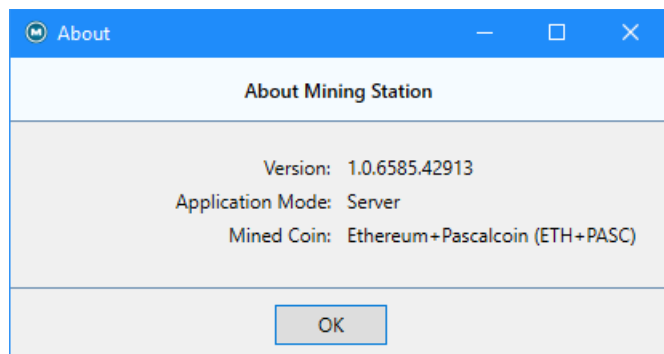 About
About Mining Station
Version: 1.0.6585.42913
Application Mode: Server
Mined Coin: Ethereum+Pascalcoin (ETH+PASC)
OK